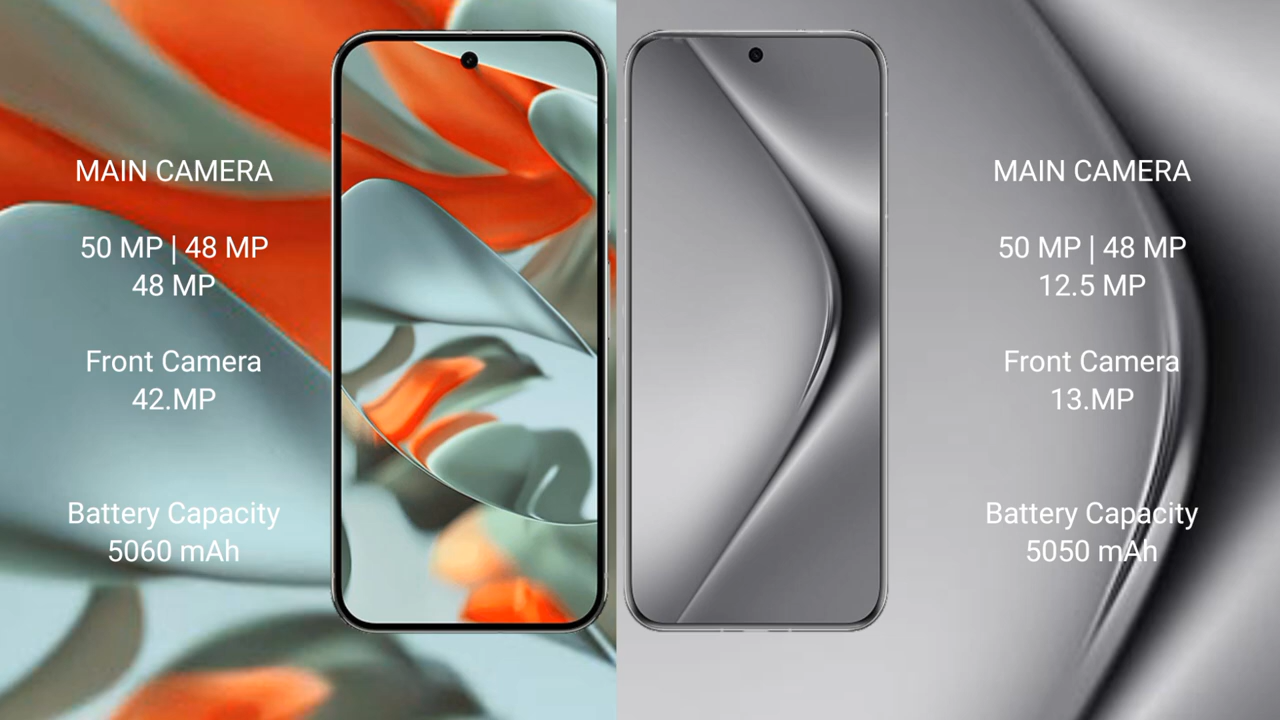 MAIN CAMERA
50 MP | 48 MP
48 MP
Front Camera
42.MP
Battery Capacity
5060 mAh
MAIN CAMERA
50 MP | 48 MP
12.5 MP
Front Camera
13.MP
Battery Capacity
5050 mAh